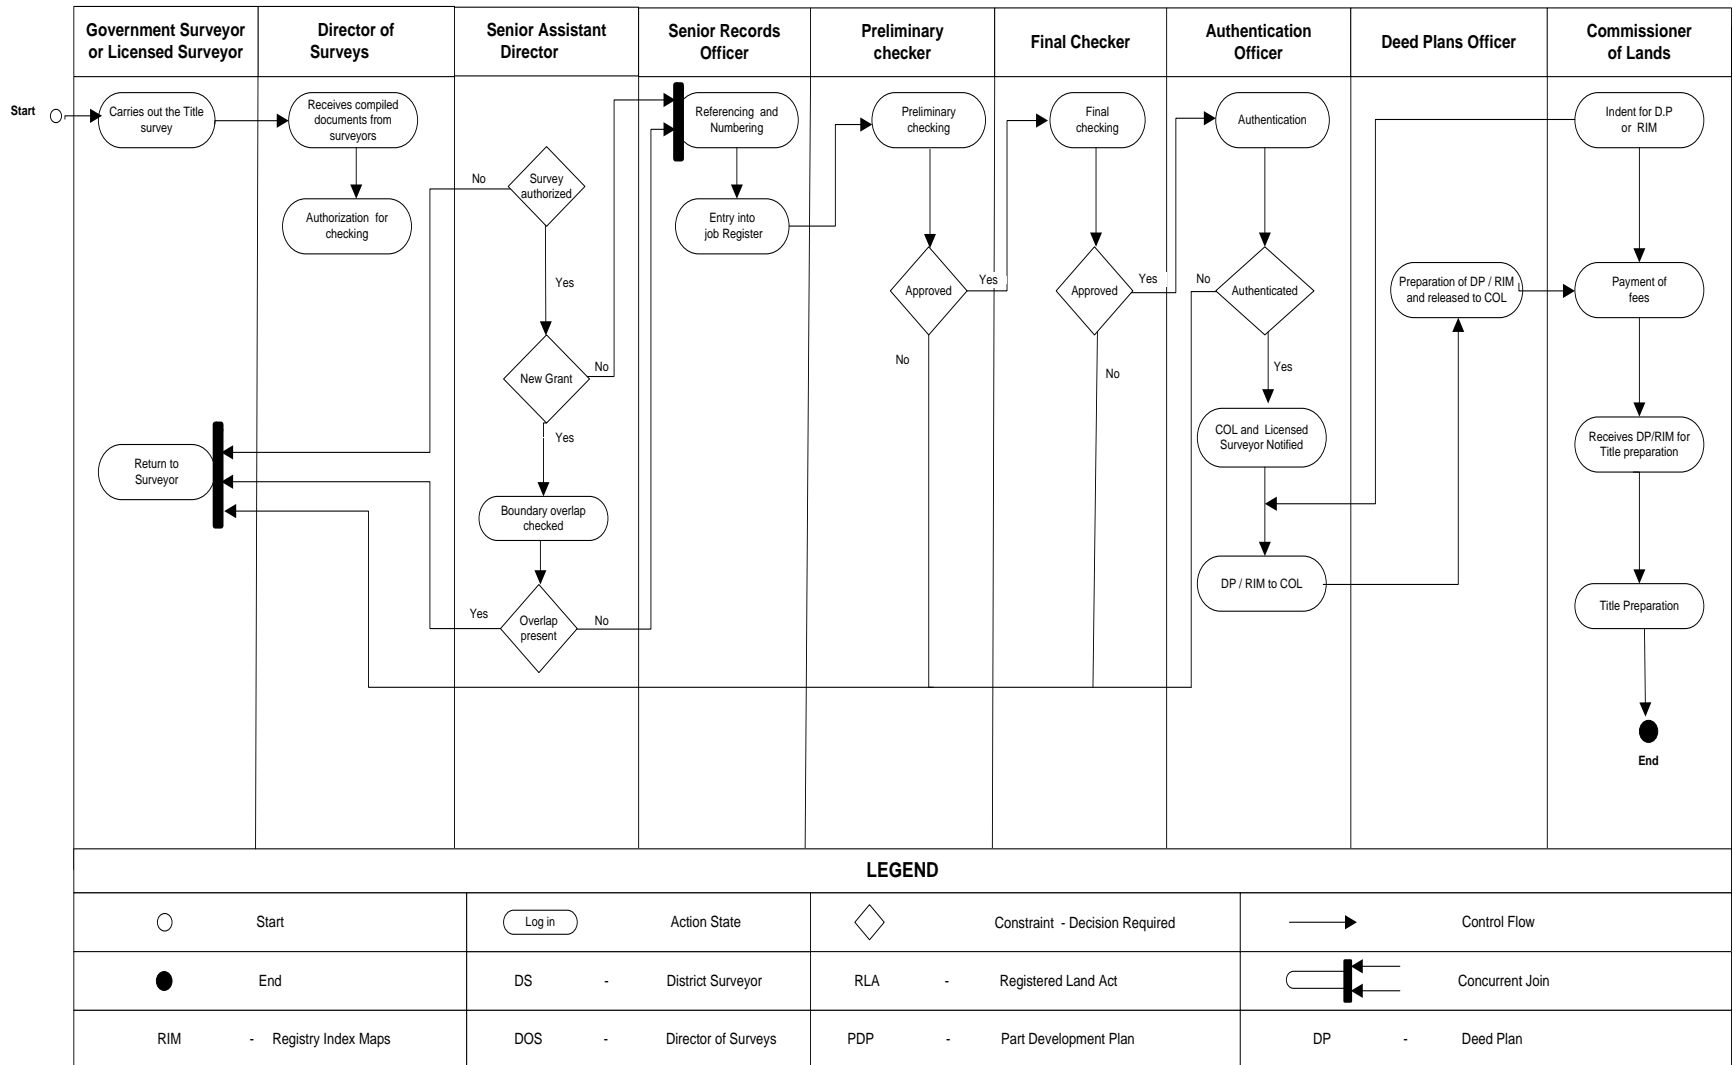 Government Surveyor
or Licensed Surveyor
Director of
Surveys
Senior Assistant
Director
Senior Records
Officer
Preliminary
checker
Final Checker
Authentication
Officer
Deed Plans Officer
Commissioner
of Lands
Start
Carries out the Title
survey
Receives compiled
documents from
surveyors
Authorization for
checking
Survey
authorized
No
Yes
New Grant
No
Yes
Boundary overlap
checked
Overlap
present
Yes
No
Return to
Surveyor
Referencing and
Numbering
Entry into
job Register
Preliminary
checking
Approved
Yes
No
Final
checking
Approved
Yes
No
Authentication
Authenticated
No
Yes
COL and Licensed
Surveyor Notified
DP / RIM to COL
Preparation of DP / RIM
and released to COL
Indent for D.P
or RIM
Payment of
fees
Receives DP/RIM for
Title preparation
Title Preparation
End
LEGEND
Start
Log in
Action State
Constraint - Decision Required
Control Flow
End
DS - District Surveyor
RLA - Registered Land Act
Concurrent Join
RIM - Registry Index Maps
DOS - Director of Surveys
PDP - Part Development Plan
DP - Deed Plan